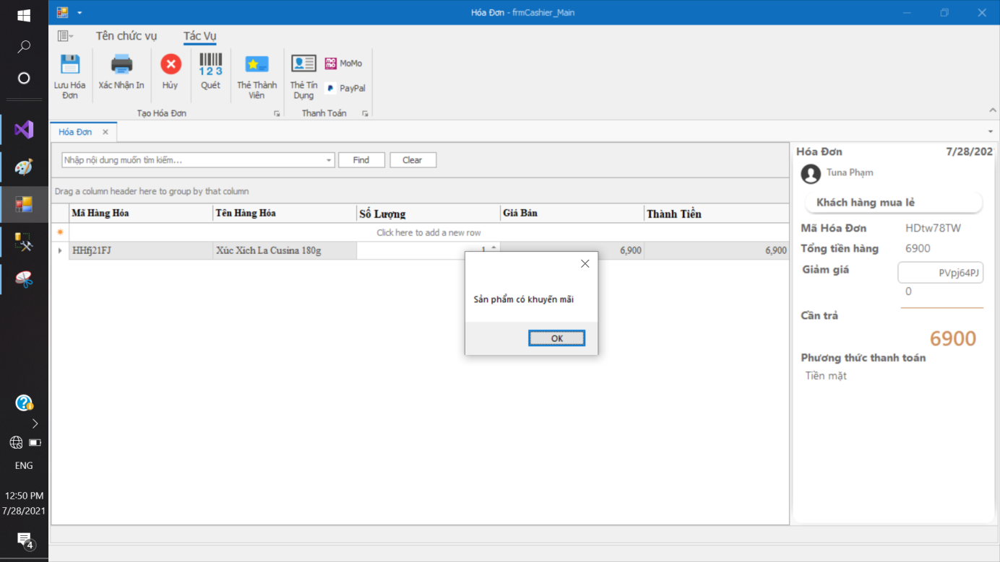 Hóa Đơn - frmCashier_Main
Tên chức vụ
Tác Vụ
Lưu Hóa Đơn
Xác Nhận In
Hủy
123
Quét
Thẻ Thành Viên
Thẻ Tín Dụng
MoMo
PayPal
Tạo Hóa Đơn
Thanh Toán
Hóa Đơn
Nhập nội dung muốn tìm kiếm...
Find
Clear
Drag a column header here to group by that column
Mã Hàng Hóa
Tên Hàng Hóa
Số Lượng
Giá Bán
Thành Tiền
Click here to add a new row
HHfj21FJ
Xúc Xích La Cusina 180g
1
6,900
6,900
Sản phẩm có khuyến mãi
OK
Hóa Đơn
7/28/202
Tuna Phạm
Khách hàng mua lẻ
Mã Hóa Đơn
HDtw78TW
Tổng tiền hàng
6900
Giảm giá
PVpj64PJ
0
Cần trả
6900
Phương thức thanh toán
Tiền mặt
ENG
12:50 PM
7/28/2021
4